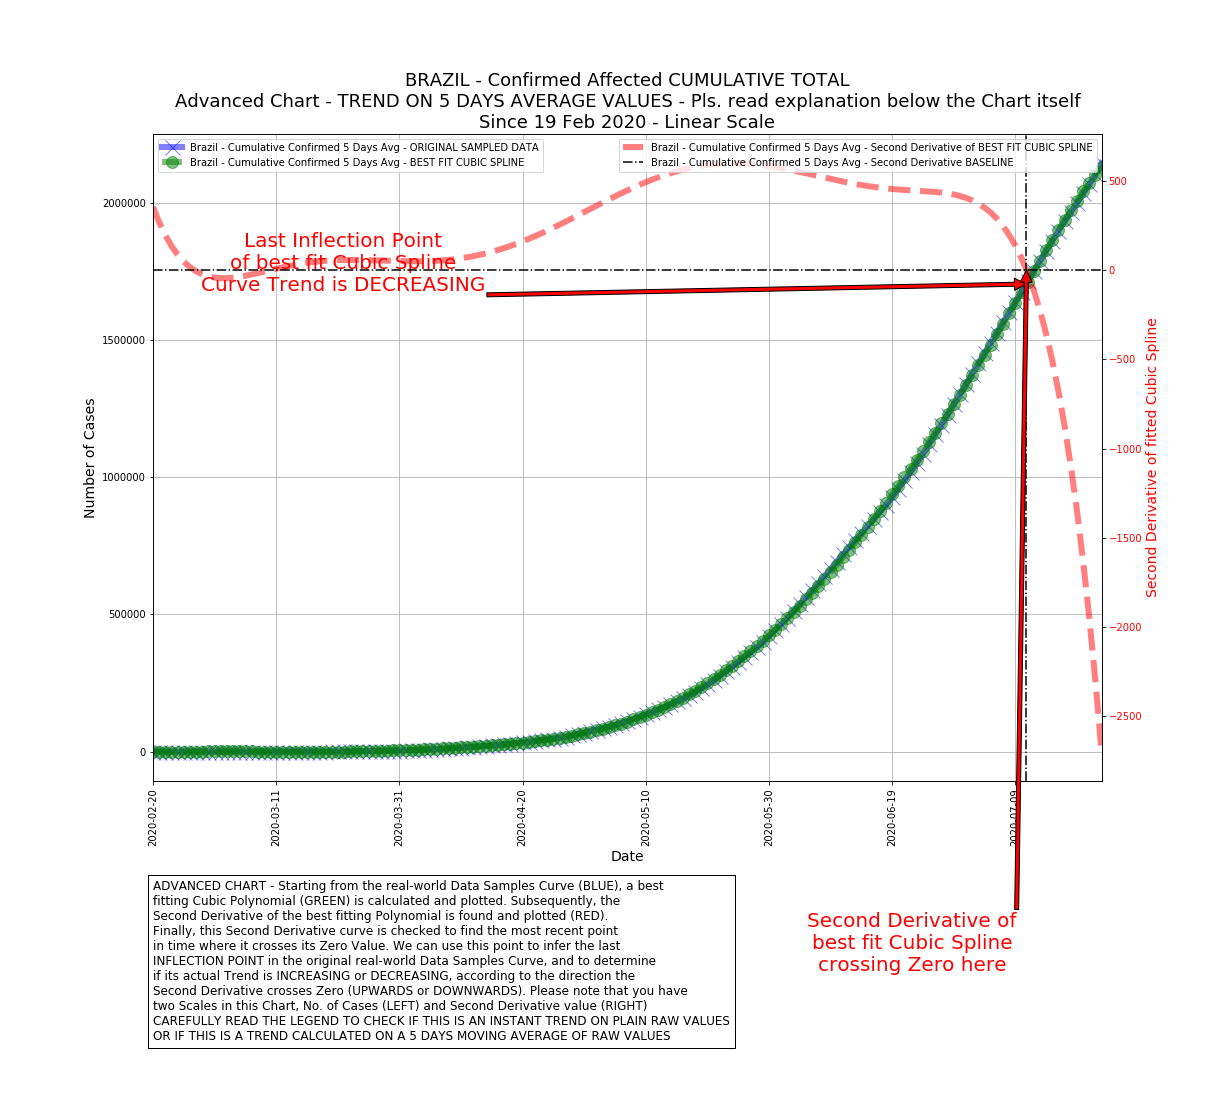 BRAZIL - Confirmed Affected CUMULATIVE TOTAL
Advanced Chart - TREND ON 5 DAYS AVERAGE VALUES - Pls. read explanation below the Chart itself
Since 19 Feb 2020 - Linear Scale
Brazil - Cumulative Confirmed 5 Days Avg - ORIGINAL SAMPLED DATA
Brazil - Cumulative Confirmed 5 Days Avg - BEST FIT CUBIC SPLINE
Brazil - Cumulative Confirmed 5 Days Avg - Second Derivative of BEST FIT CUBIC SPLINE
Brazil - Cumulative Confirmed 5 Days Avg - Second Derivative BASELINE
Last Inflection Point
of best fit Cubic Spline
Curve Trend is DECREASING
Number of Cases
2000000
1500000
1000000
500000
0
500
0
−500
−1000
−1500
−2000
−2500
Second Derivative of fitted Cubic Spline
2020-02-20
2020-03-11
2020-03-31
2020-04-20
2020-05-10
2020-05-30
2020-06-19
2020-07-09
Date
ADVANCED CHART - Starting from the real-world Data Samples Curve (BLUE), a best
fitting Cubic Polynomial (GREEN) is calculated and plotted. Subsequently, the
Second Derivative of the best fitting Polynomial is found and plotted (RED).
Finally, this Second Derivative curve is checked to find the most recent point
in time where it crosses its Zero Value. We can use this point to infer the last
INFLECTION POINT in the original real-world Data Samples Curve, and to determine
if its actual Trend is INCREASING or DECREASING, according to the direction the
Second Derivative crosses Zero (UPWARDS or DOWNWARDS). Please note that you have
two Scales in this Chart, No. of Cases (LEFT) and Second Derivative value (RIGHT)
CAREFULLY READ THE LEGEND TO CHECK IF THIS IS AN INSTANT TREND ON PLAIN RAW VALUES
OR IF THIS IS A TREND CALCULATED ON A 5 DAYS MOVING AVERAGE OF RAW VALUES
Second Derivative of
best fit Cubic Spline
crossing Zero here